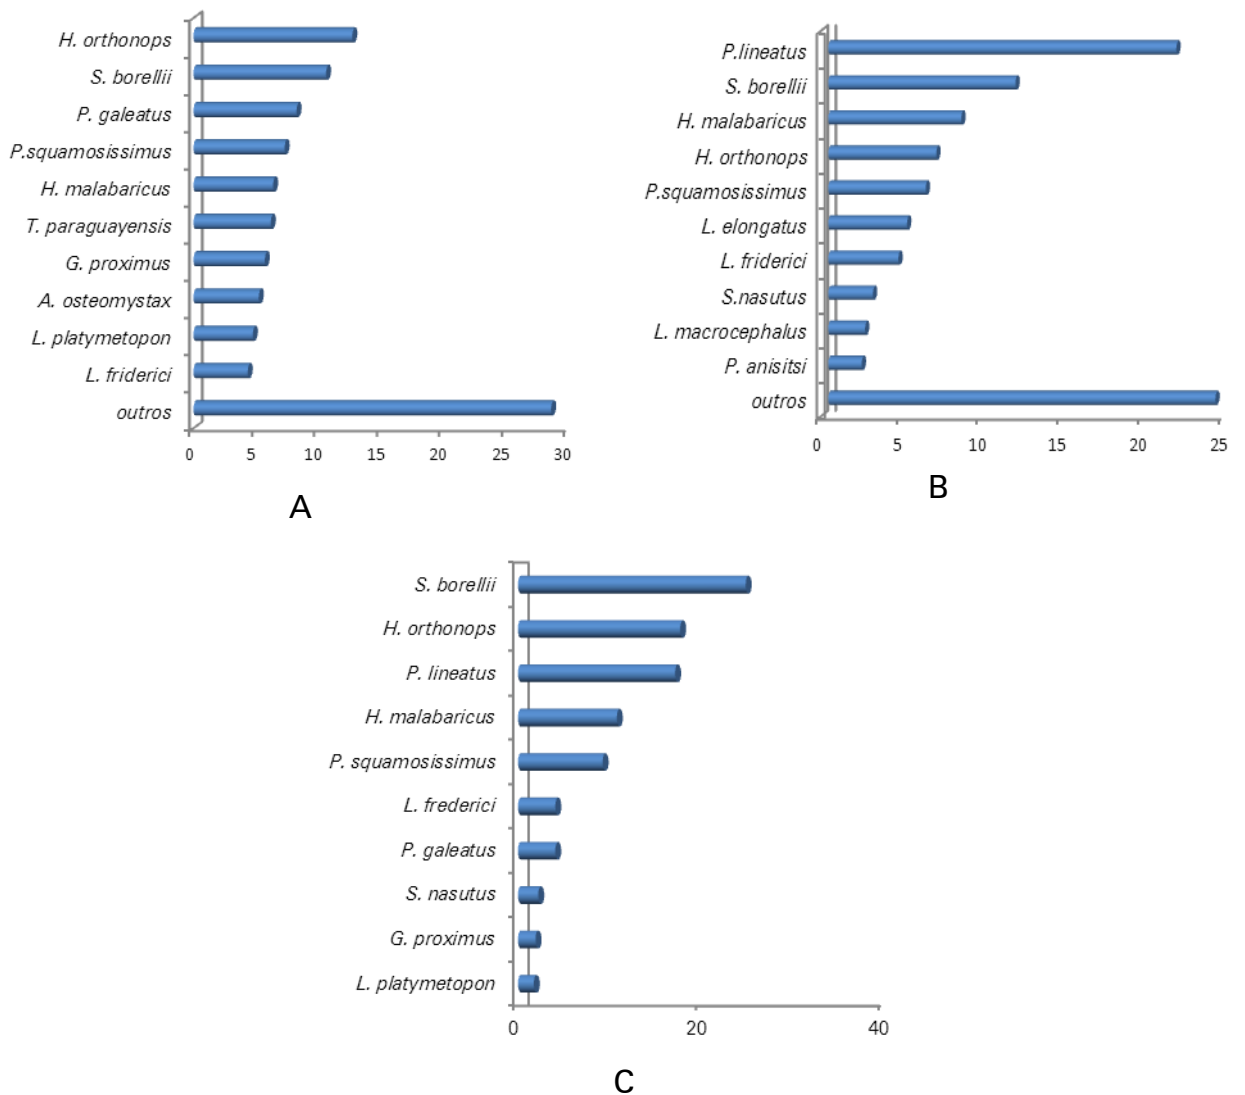 H. orthonops
S. borellii
P. galeatus
P.squamosissimus
H. malabaricus
T. paraguayensis
G. proximus
A. osteomystax
L. platymetopon
L. friderici
outros
0 5 10 15 20 25 30
A
P.lineatus
S. borellii
H. malabaricus
H. orthonops
P.squamosissimus
L. elongatus
L. friderici
S.nasutus
L. macrocephalus
P. anisitsi
outros
0 5 10 15 20 25
B
S. borellii
H. orthonops
P. lineatus
H. malabaricus
P. squamosissimus
L. frederici
P. galeatus
S. nasutus
G. proximus
L. platymetopon
0 20 40
C